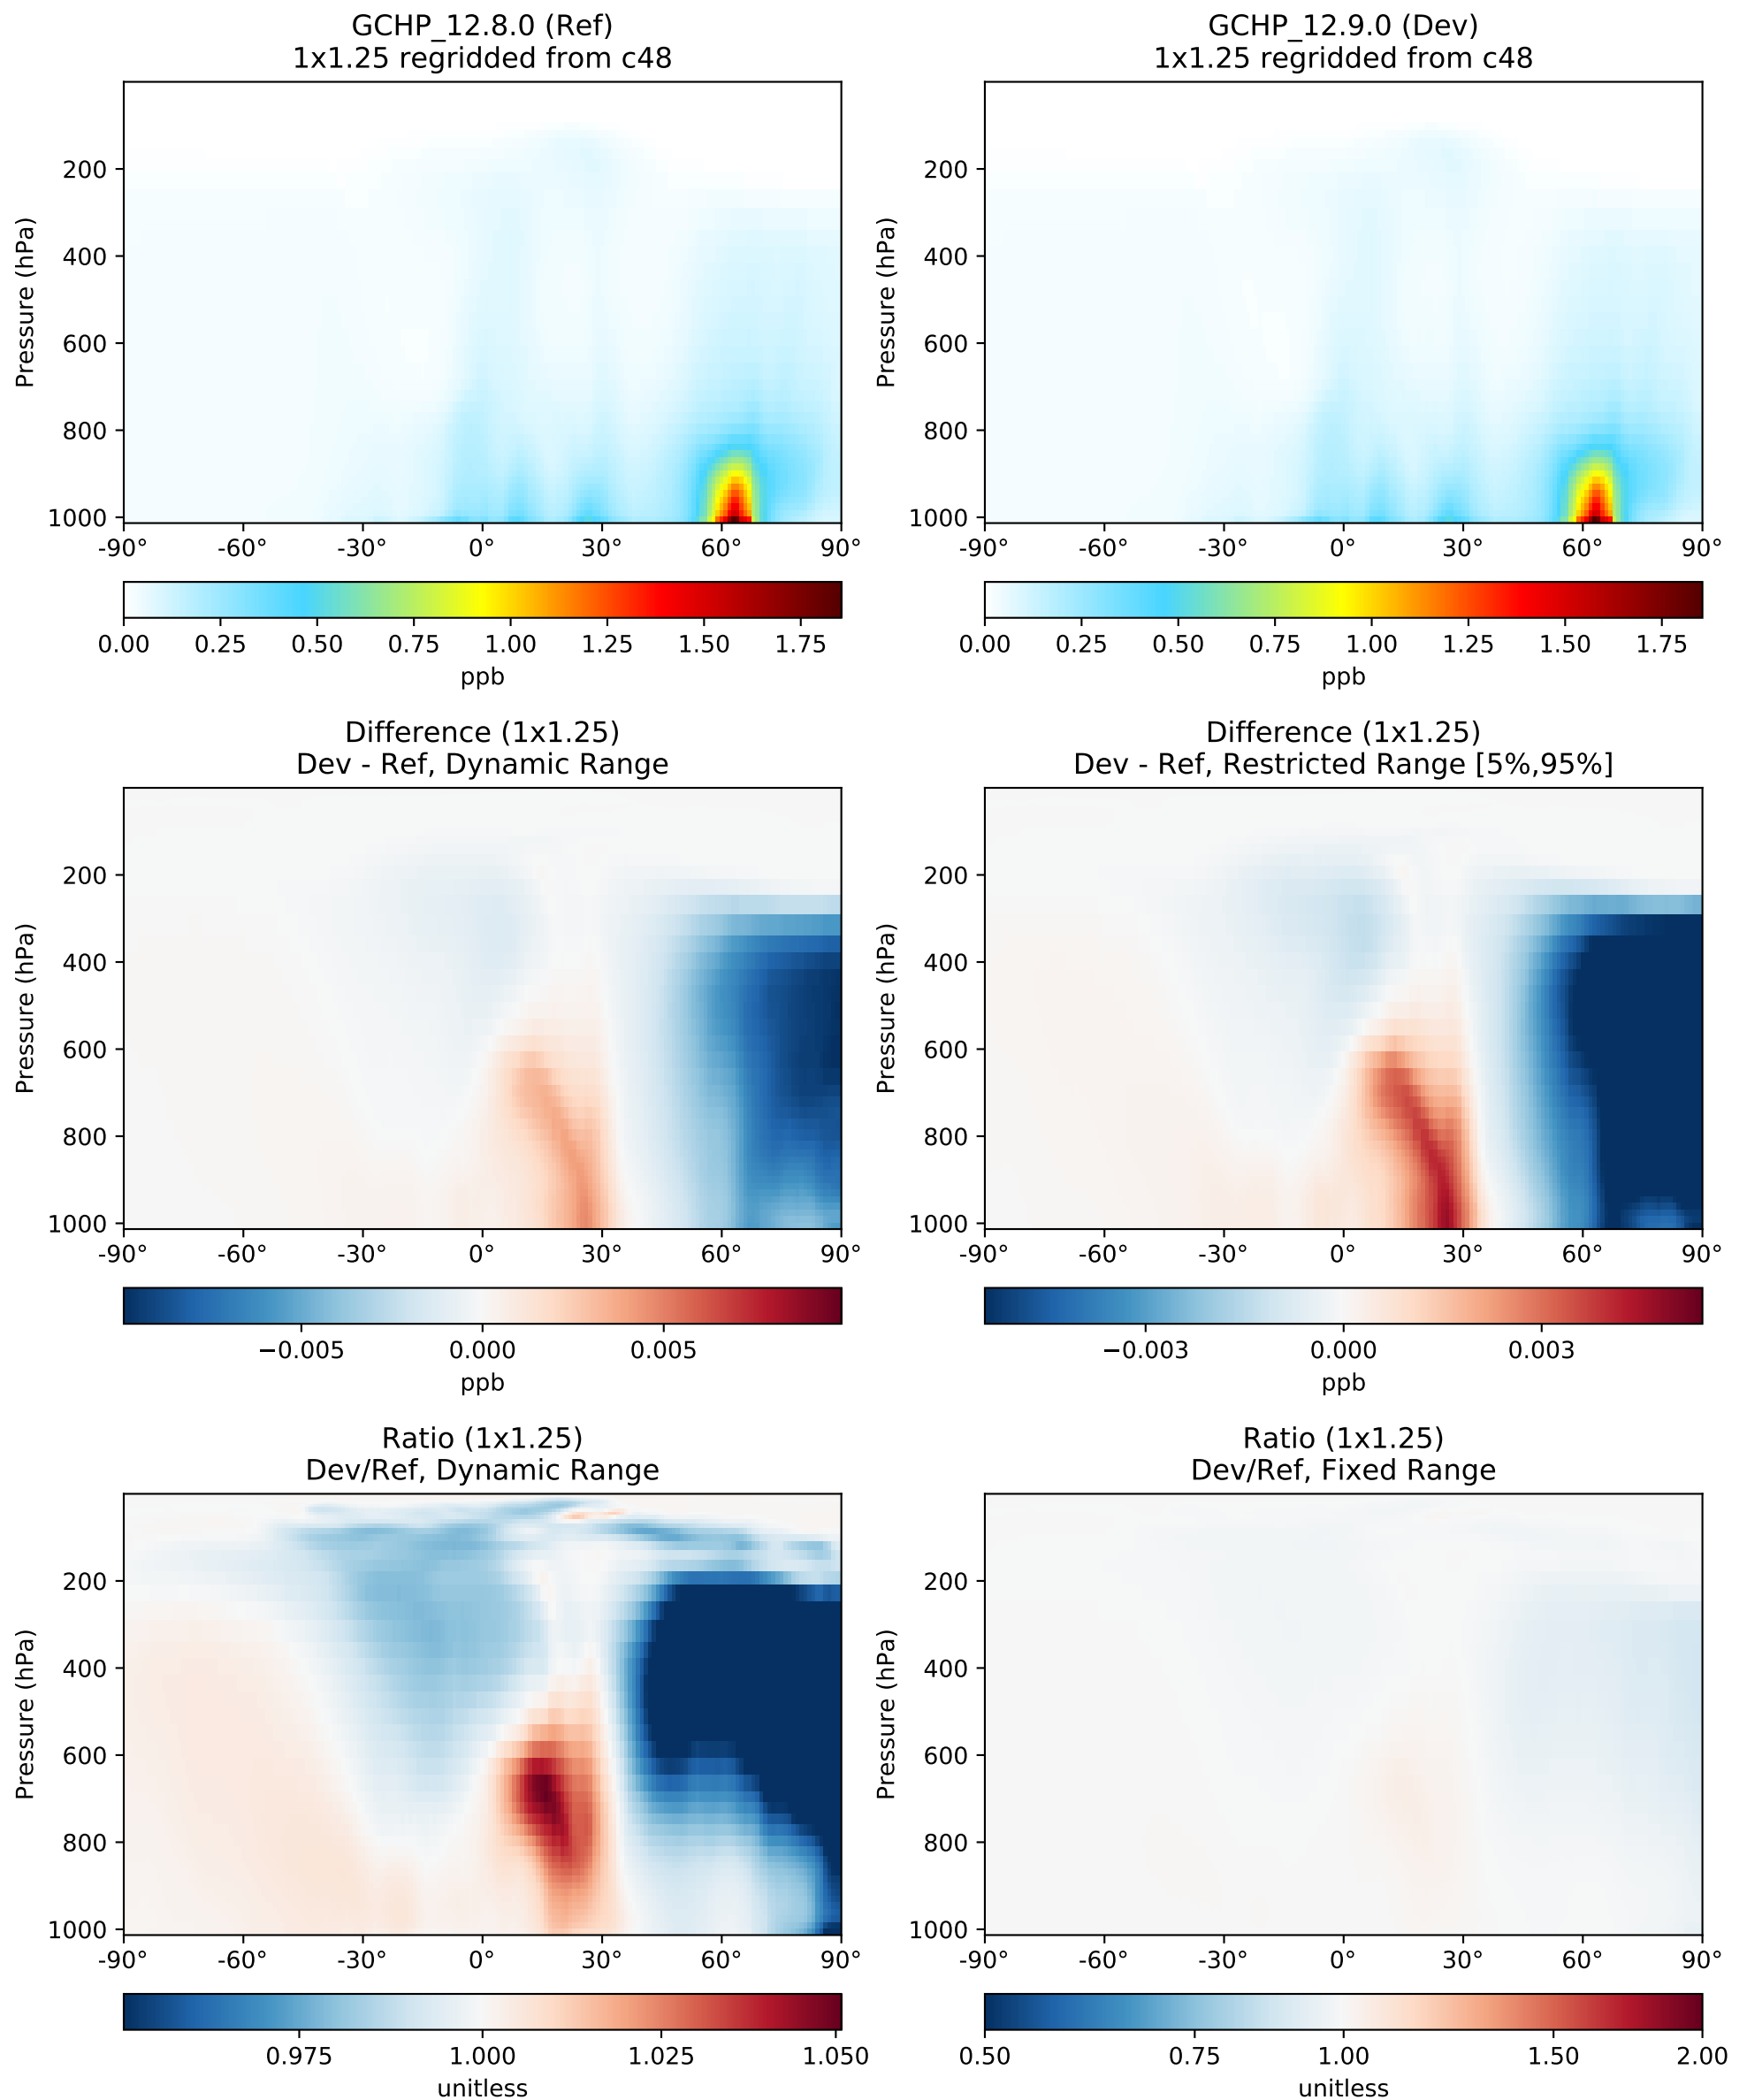 GCHP_12.8.0 (Ref)
1x1.25 regridded from c48
Pressure (hPa)
200
400
600
800
1000
-90° -60° -30° 0° 30° 60° 90°
0.00 0.25 0.50 0.75 1.00 1.25 1.50 1.75
ppb
GCHP_12.9.0 (Dev)
1x1.25 regridded from c48
Pressure (hPa)
200
400
600
800
1000
-90° -60° -30° 0° 30° 60° 90°
0.00 0.25 0.50 0.75 1.00 1.25 1.50 1.75
ppb
Difference (1x1.25)
Dev - Ref, Dynamic Range
Pressure (hPa)
200
400
600
800
1000
-90° -60° -30° 0° 30° 60° 90°
−0.005 0.000 0.005
ppb
Difference (1x1.25)
Dev - Ref, Restricted Range [5%,95%]
Pressure (hPa)
200
400
600
800
1000
-90° -60° -30° 0° 30° 60° 90°
−0.003 0.000 0.003
ppb
Ratio (1x1.25)
Dev/Ref, Dynamic Range
Pressure (hPa)
200
400
600
800
1000
-90° -60° -30° 0° 30° 60° 90°
0.975 1.000 1.025 1.050
unitless
Ratio (1x1.25)
Dev/Ref, Fixed Range
Pressure (hPa)
200
400
600
800
1000
-90° -60° -30° 0° 30° 60° 90°
0.50 0.75 1.00 1.50 2.00
unitless